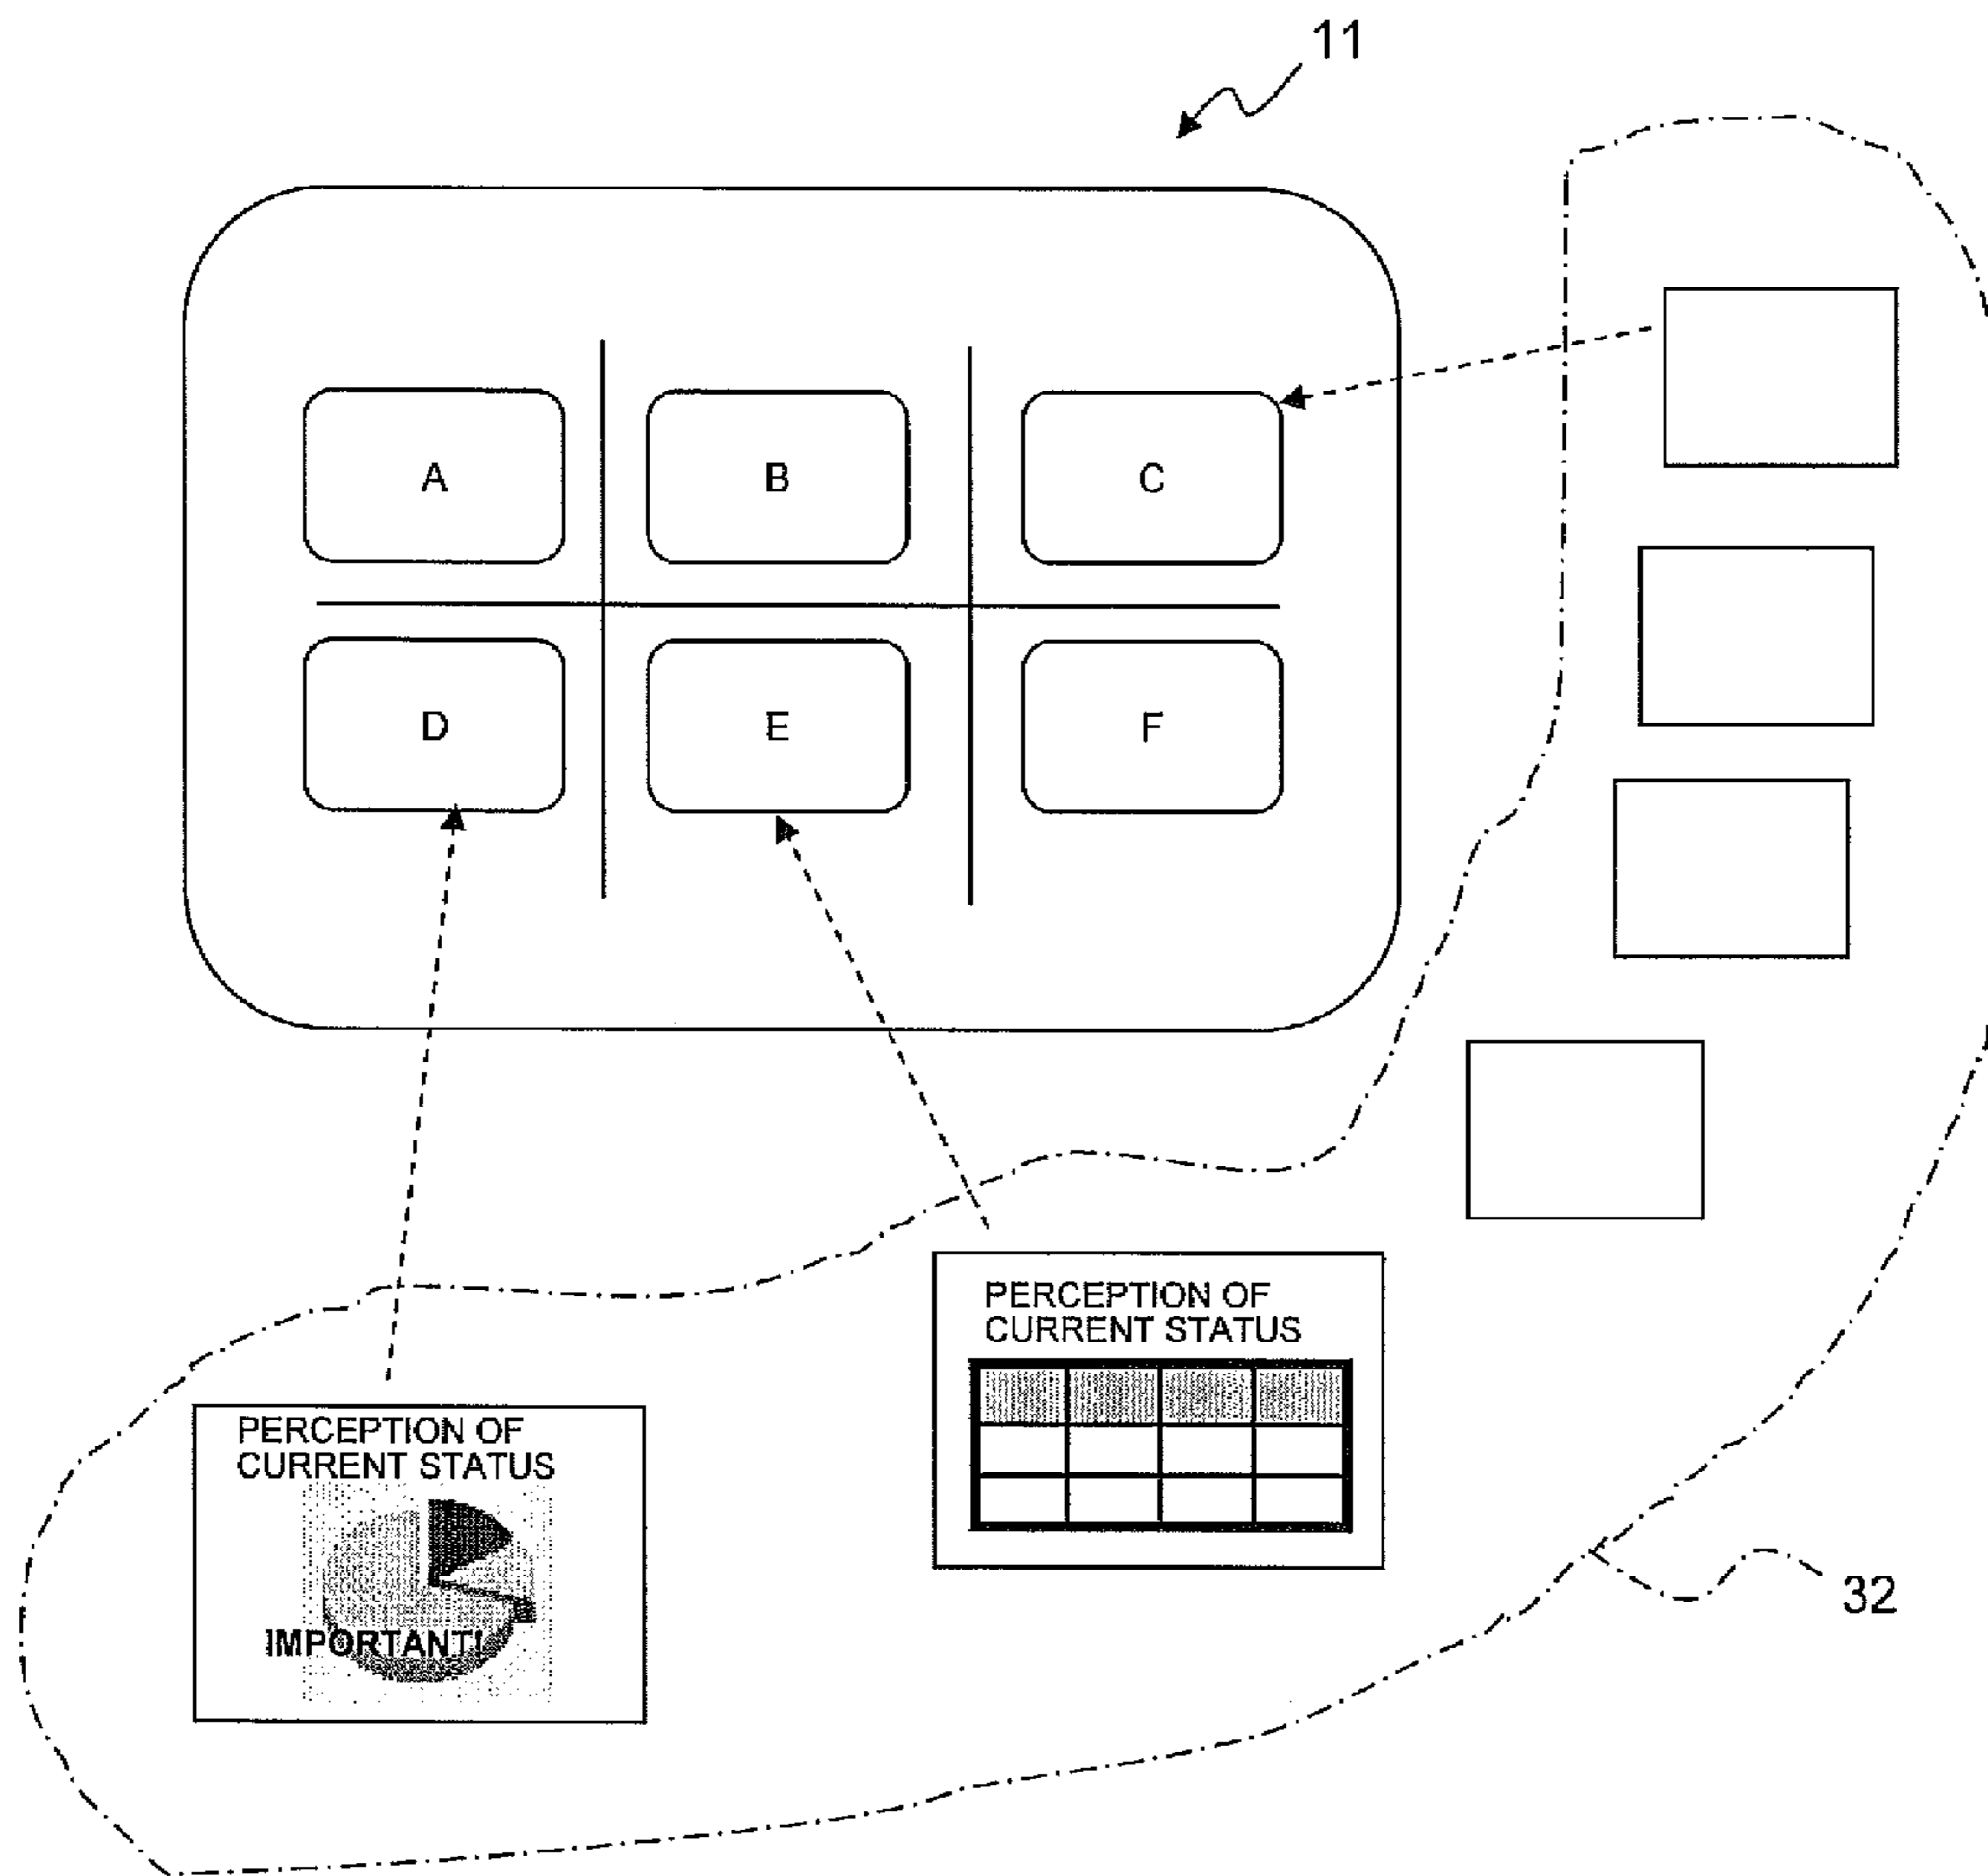 11
A
B
C
D
E
F
PERCEPTION OF
CURRENT STATUS
PERCEPTION OF
CURRENT STATUS
IMPORTANT!
32